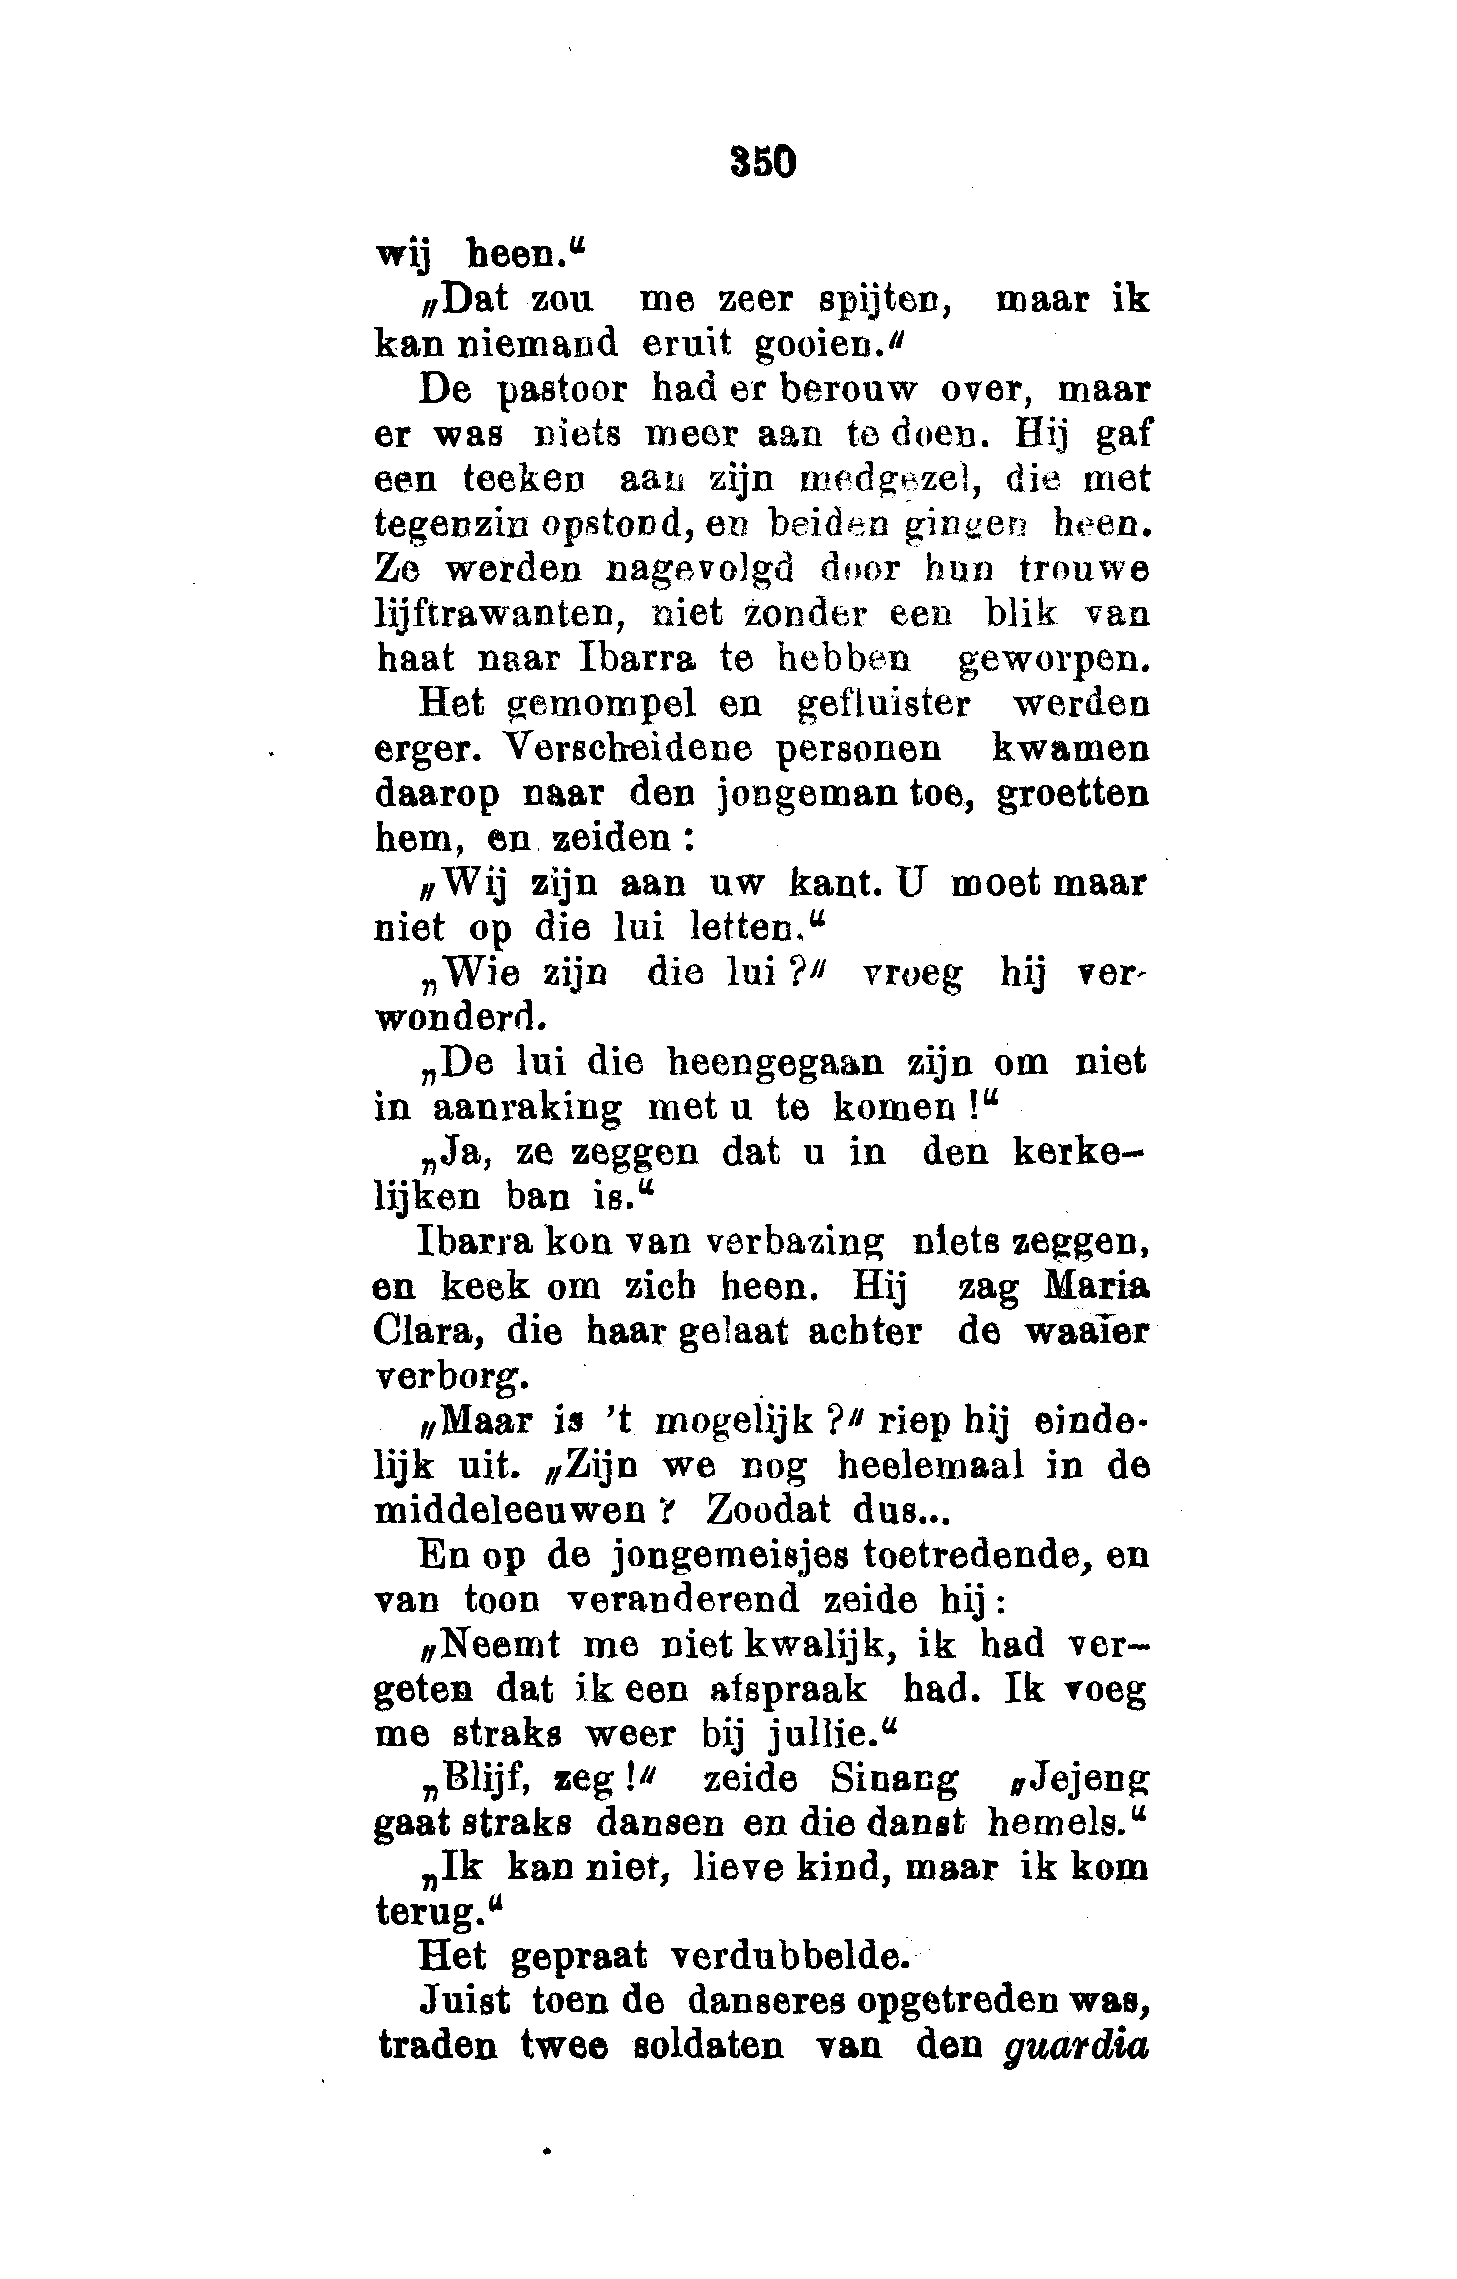 350
wij heen.“
„Dat zou me zeer spijten, maar ik
kan niemand eruit gooien.“
De pastoor had er berouw over, maar
er was niets meer aan te doen. Hij gaf
een teeken aan zijn medgezel, die met
tegenzin opstond, en beiden gingen heen.
Ze werden nagevolgd door hun trouwe
lijftrawanten, niet zonder een blik van
haat naar Ibarra te hebben geworpen.
Het gemompel en gefluister werden
erger. Verscheidene personen kwamen
daarop naar den jongeman toe, groetten
hem, en zeiden :
„Wij zijn aan uw kant. U moet maar
niet op die lui letten.“
„Wie zijn die lui ?“ vroeg hij ver-
wonderd.
„De lui die heengegaan zijn om niet
in aanraking met u te komen !“
„Ja, ze zeggen dat u in den kerke-
lijken ban is.“
Ibarra kon van verbazing niets zeggen,
en keek om zich heen. Hij zag Maria
Clara, die haar gelaat achter de waaier
verborg.
„Maar is 't mogelijk ?“ riep hij einde-
lijk uit. „Zijn we nog heelemaal in de
middeleeuwen ? Zoodat dus...
En op de jongemeisjes toetredende, en
van toon veranderend zeide hij :
„Neemt me niet kwalijk, ik had ver-
geten dat ik een afspraak had. Ik voeg
me straks weer bij jullie.“
„Blijf, zeg !“ zeide Sinang „Jejeng
gaat straks dansen en die danst hemels.“
„Ik kan niet, lieve kind, maar ik kom
terug.“
Het gepraat verdubbelde.
Juist toen de danseres opgetreden was,
traden twee soldaten van den guardia